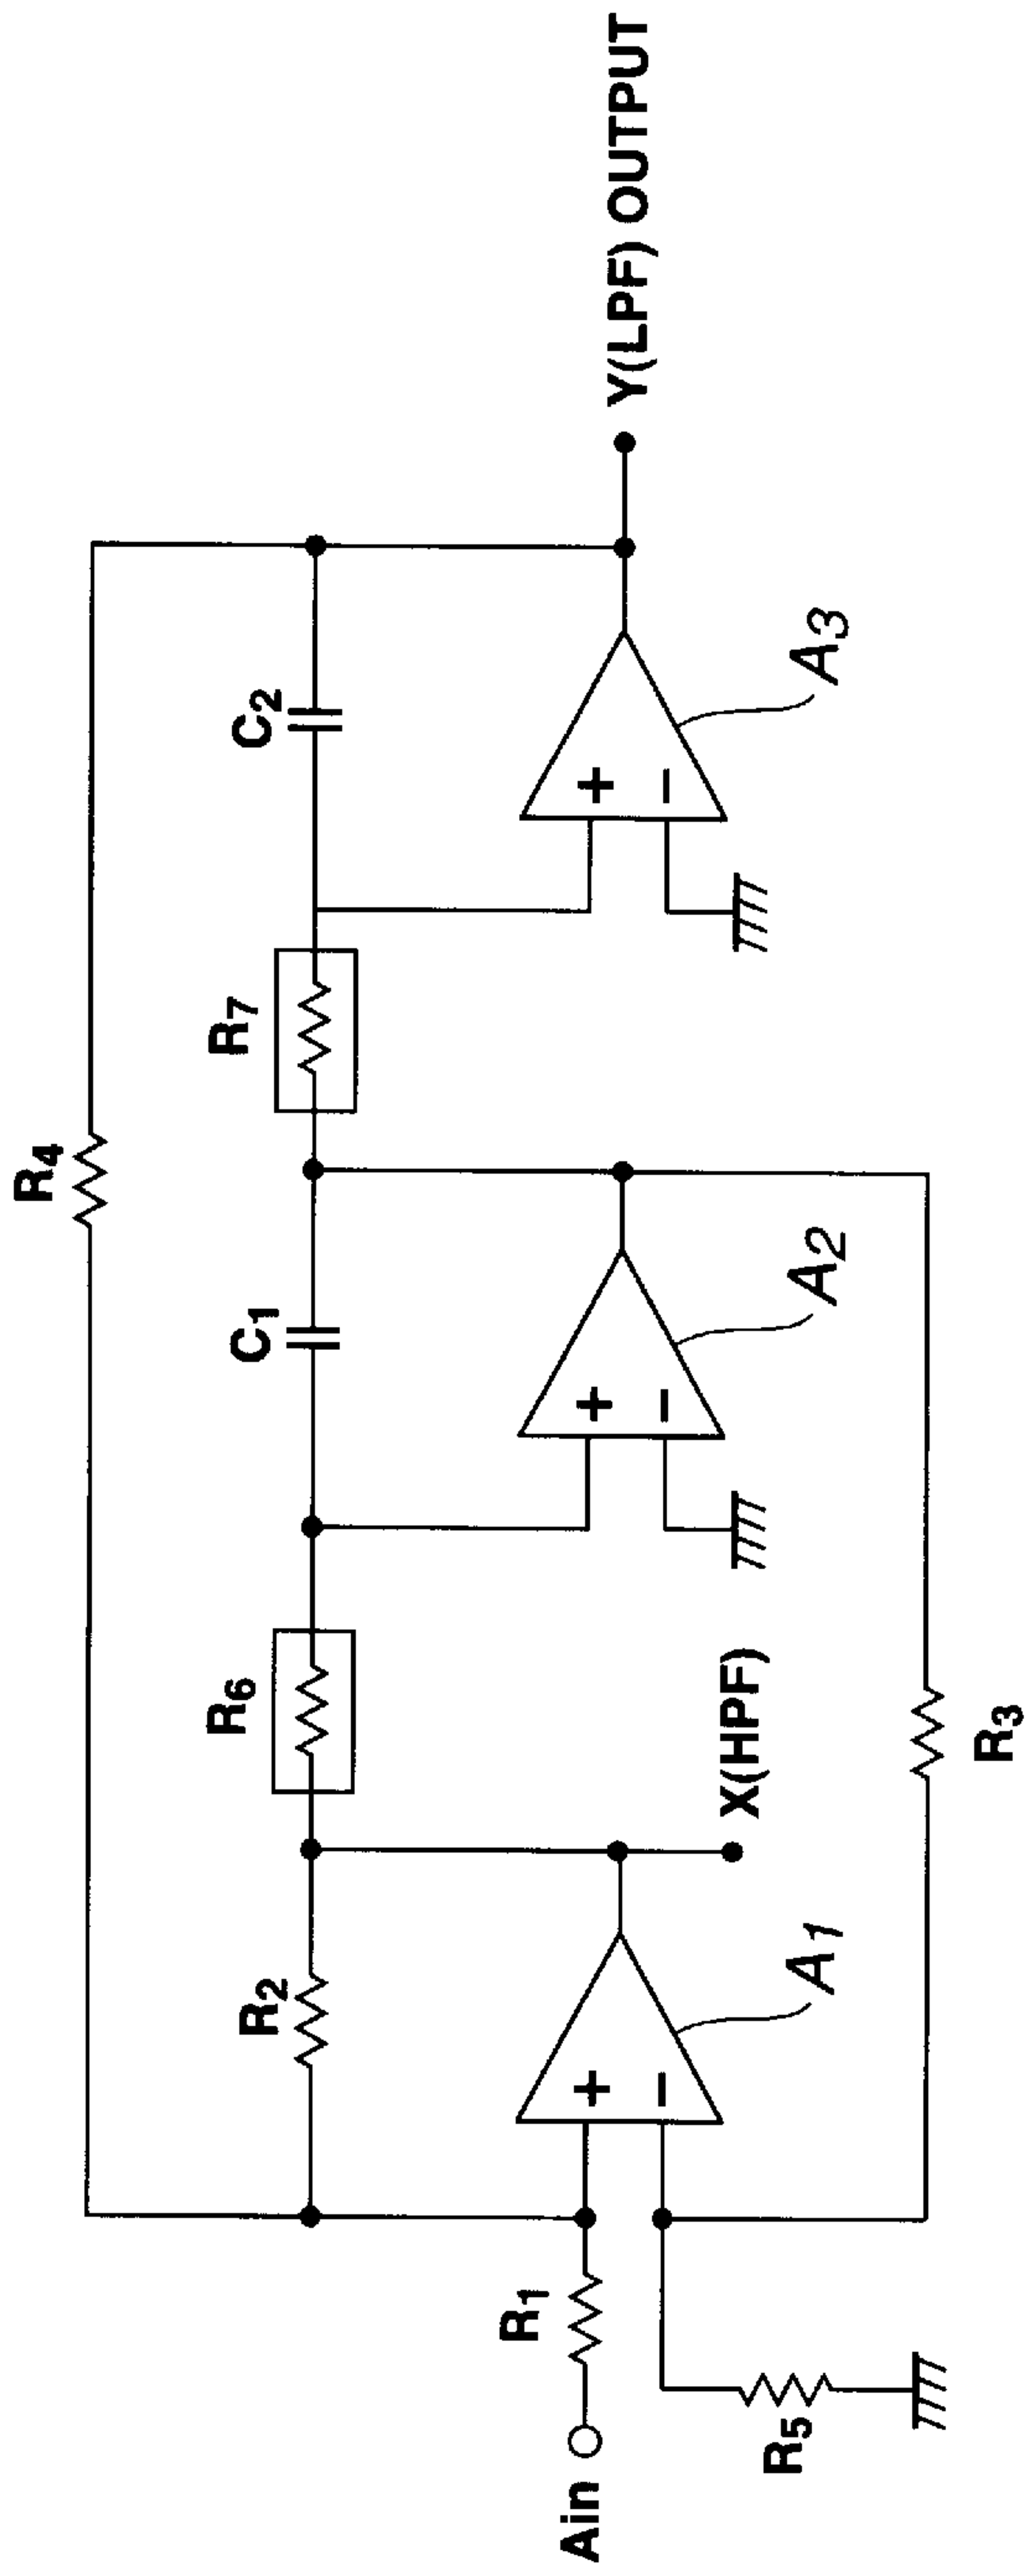 R4
R2
R6
C1
R7
C2
Ain
R1
+
−
A1
X(HPF)
+
−
A2
+
−
A3
Y(LPF) OUTPUT
R5
R3